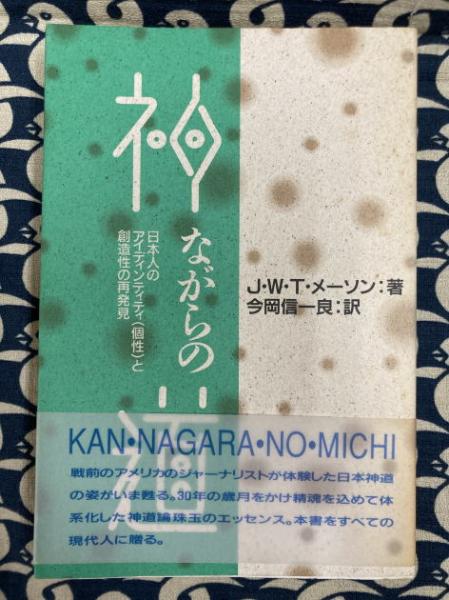 神ながらの道
日本人の
アイディンティティ（個性）と
創造性の再発見
J・W・T・メーソン：著
今岡信一良：訳
KAN・NAGARA・NO・MICHI
戦前のアメリカのジャーナリストが体験した日本神道
の姿がいま甦る。30年の歳月をかけ精魂を込めて体
系化した神道論珠玉のエッセンス。本書をすべての
現代人に贈る。